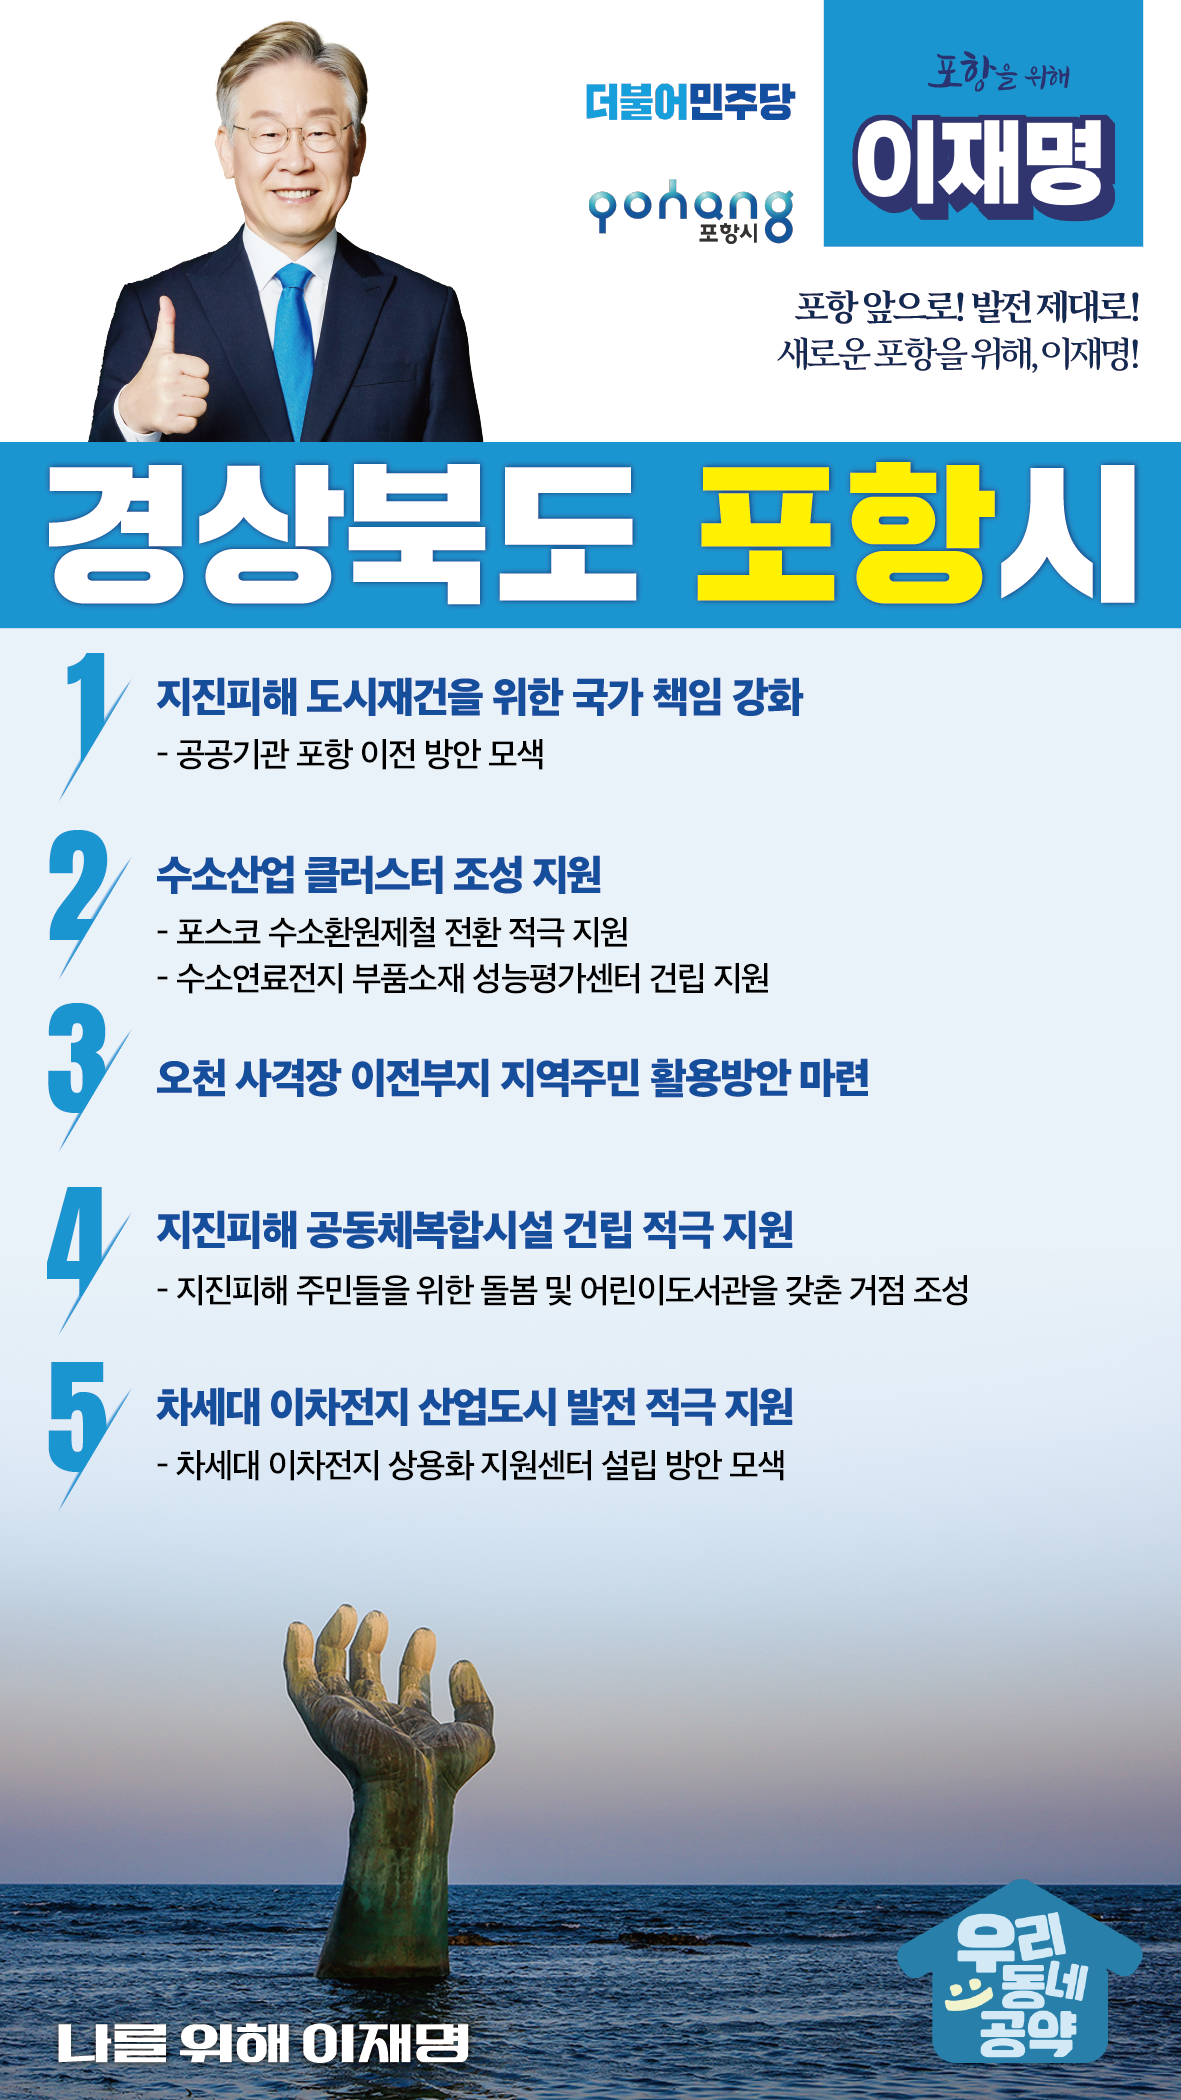 더불어민주당
pohang
포항시
포항을 위해
이재명
포항 앞으로! 발전 제대로!
새로운 포항을 위해, 이재명!
경상북도 포항시
1
지진피해 도시재건을 위한 국가 책임 강화
- 공공기관 포항 이전 방안 모색
2
수소산업 클러스터 조성 지원
- 포스코 수소환원제철 전환 적극 지원
- 수소연료전지 부품소재 성능평가센터 건립 지원
3
오천 사격장 이전부지 지역주민 활용방안 마련
4
지진피해 공동체복합시설 건립 적극 지원
- 지진피해 주민들을 위한 돌봄 및 어린이도서관을 갖춘 거점 조성
5
차세대 이차전지 산업도시 발전 적극 지원
- 차세대 이차전지 상용화 지원센터 설립 방안 모색
나를 위해 이재명
우리
동네
공약